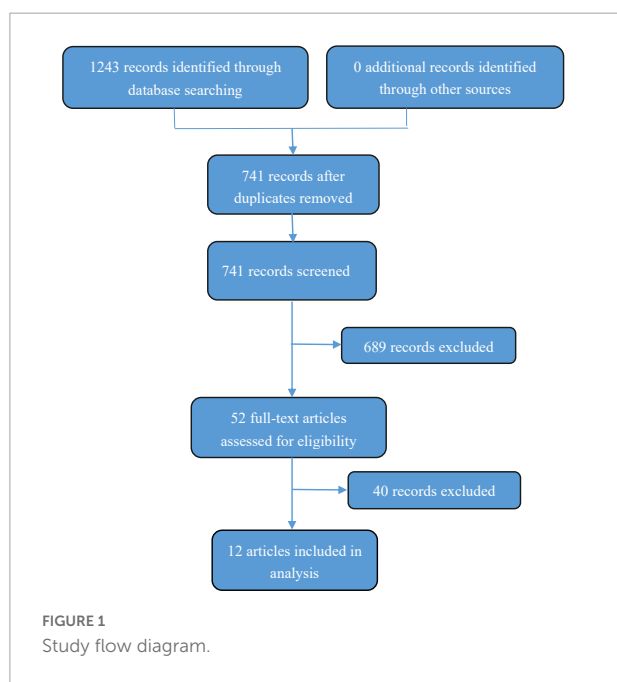 1243 records identified through
database searching
0 additional records identified
through other sources
741 records after
duplicates removed
741 records screened
689 records excluded
52 full-text articles
assessed for eligibility
40 records excluded
12 articles included in
analysis
FIGURE 1
Study flow diagram.